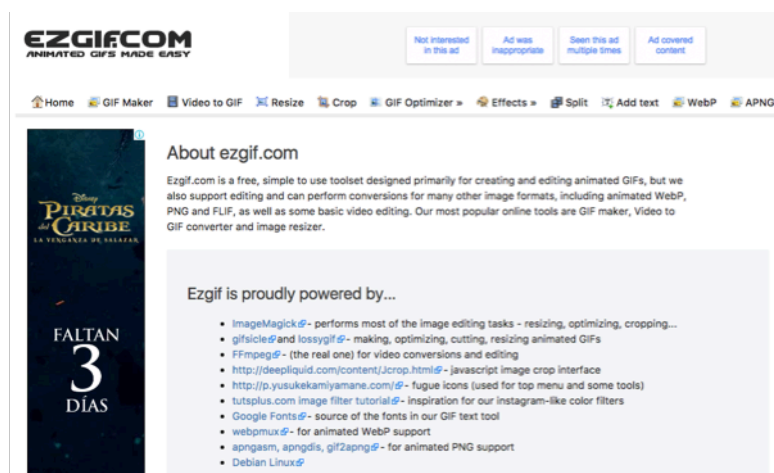 EZGIF.COM
ANIMATED GIFS MADE EASY
Not interested
in this ad
Ad was
inappropriate
Seen this ad
multiple times
Ad covered
content
Home GIF Maker Video to GIF Resize Crop GIF Optimizer » Effects » Split Add text WebP APNG
Disney
PIRATAS
del CARIBE
LA VENGANZA DE SALAZAR
FALTAN
3
DÍAS
About ezgif.com
Ezgif.com is a free, simple to use toolset designed primarily for creating and editing animated GIFs, but we
also support editing and can perform conversions for many other image formats, including animated WebP,
PNG and FLIF, as well as some basic video editing. Our most popular online tools are GIF maker, Video to
GIF converter and image resizer.
Ezgif is proudly powered by...
• ImageMagick - performs most of the image editing tasks - resizing, optimizing, cropping...
• gifsicle and lossygif - making, optimizing, cutting, resizing animated GIFs
• FFmpeg - (the real one) for video conversions and editing
• http://deepliquid.com/content/Jcrop.html - javascript image crop interface
• http://p.yusukekamiyamane.com/ - fugue icons (used for top menu and some tools)
• tutsplus.com image filter tutorial - inspiration for our instagram-like color filters
• Google Fonts - source of the fonts in our GIF text tool
• webpmux - for animated WebP support
• apngasm, apngdis, gif2apng - for animated PNG support
• Debian Linux